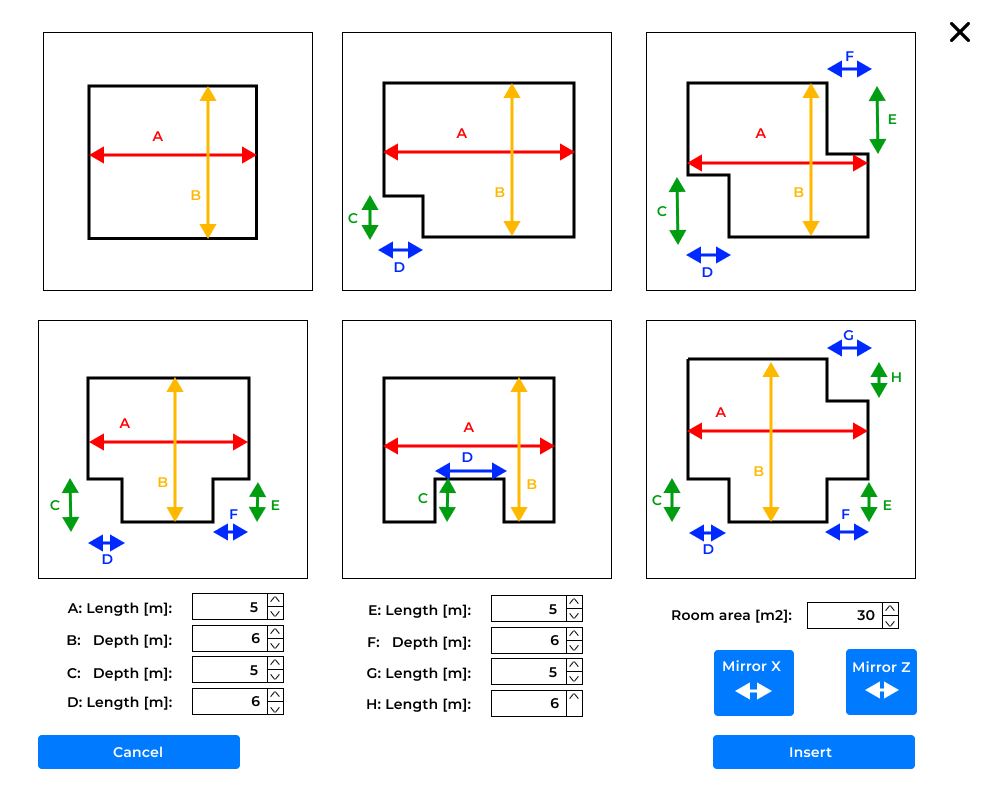 A
B
A
B
C
D
F
E
A
B
C
D
A
B
C
D
E
F
A
D
C
B
G
H
A
B
C
D
E
F
A: Length [m]: 5
B: Depth [m]: 6
C: Depth [m]: 5
D: Length [m]: 6
E: Length [m]: 5
F: Depth [m]: 6
G: Length [m]: 5
H: Length [m]: 6
Room area [m2]: 30
Mirror X
Mirror Z
Cancel
Insert